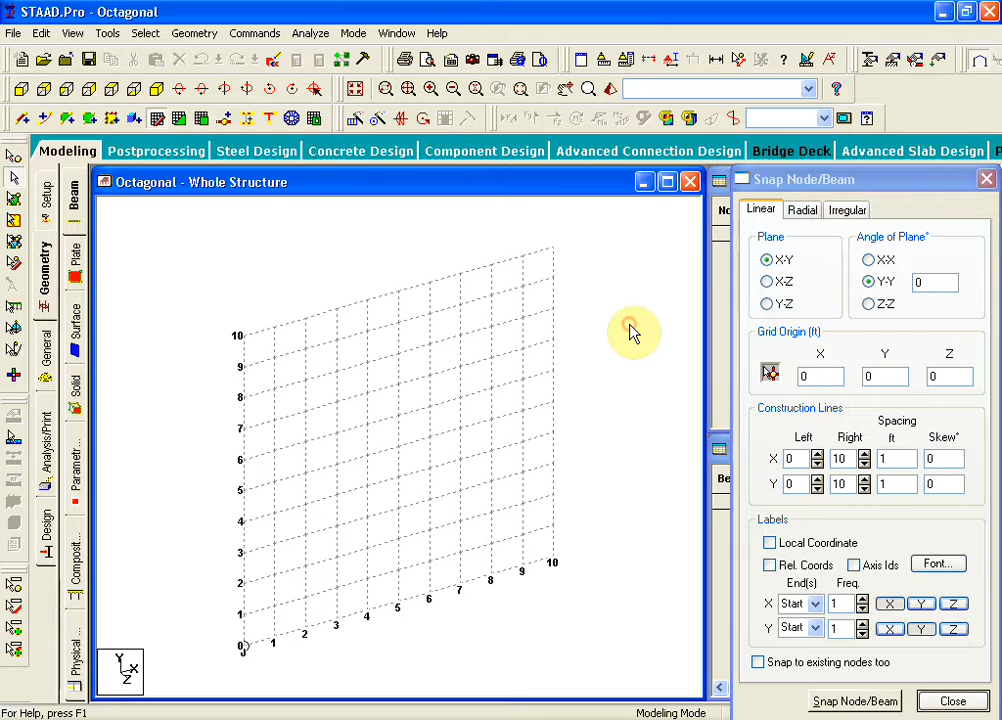 STAAD.Pro - Octagonal
File Edit View Tools Select Geometry Commands Analyze Mode Window Help
Modeling Postprocessing Steel Design Concrete Design Component Design Advanced Connection Design Bridge Deck Advanced Slab Design
Octagonal - Whole Structure
Setup
Geometry
General
Analysis/Print
Design
Beam
Plate
Surface
Solid
Parametr...
Composit...
Physical...
10
9
8
7
6
5
4
3
2
1
0
1 2 3 4 5 6 7 8 9 10
Y
X
Z
No
Be
Snap Node/Beam
Linear Radial Irregular
Plane
X-Y
X-Z
Y-Z
Angle of Plane°
X-X
Y-Y 0
Z-Z
Grid Origin (ft)
X Y Z
0 0 0
Construction Lines
Spacing
Left Right ft Skew°
X 0 10 1 0
Y 0 10 1 0
Labels
Local Coordinate
Rel. Coords Axis Ids Font...
End(s) Freq.
X Start 1 X Y Z
Y Start 1 X Y Z
Snap to existing nodes too
Snap Node/Beam Close
For Help, press F1 Modeling Mode